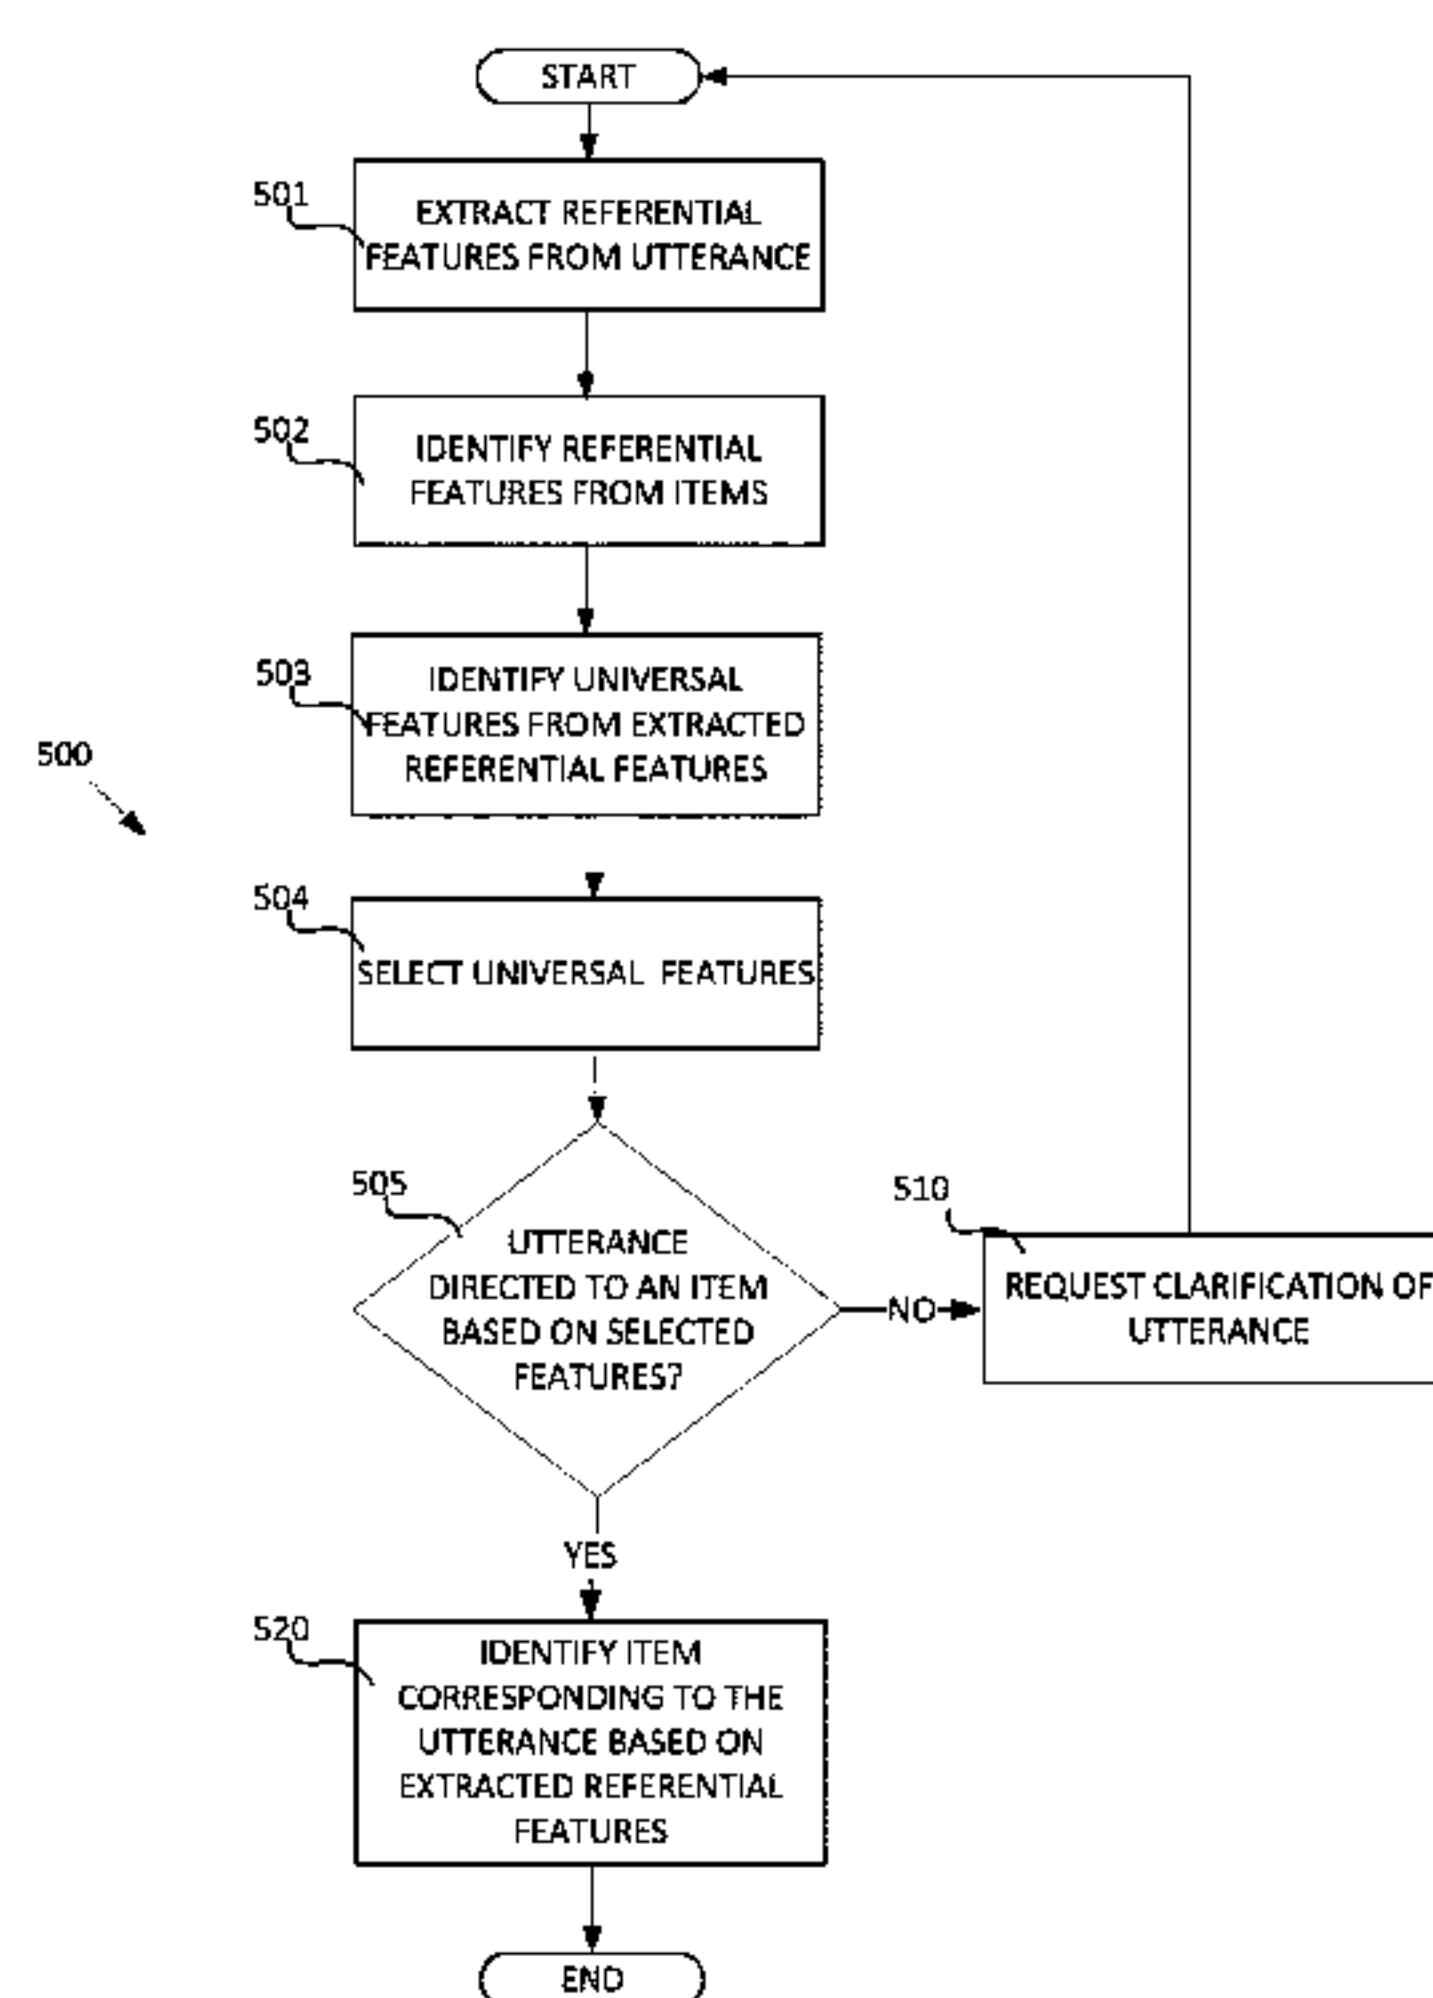 START
501
EXTRACT REFERENTIAL
FEATURES FROM UTTERANCE
502
IDENTIFY REFERENTIAL
FEATURES FROM ITEMS
503
IDENTIFY UNIVERSAL
FEATURES FROM EXTRACTED
REFERENTIAL FEATURES
500
504
SELECT UNIVERSAL FEATURES
505
UTTERANCE
DIRECTED TO AN ITEM
BASED ON SELECTED
FEATURES?
NO
510
REQUEST CLARIFICATION OF
UTTERANCE
YES
520
IDENTIFY ITEM
CORRESPONDING TO THE
UTTERANCE BASED ON
EXTRACTED REFERENTIAL
FEATURES
END